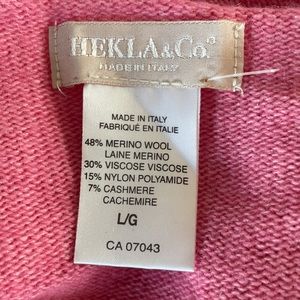 HEKLA&Co.
MADE IN ITALY
MADE IN ITALY
FABRIQUÉ EN ITALIE
48% MERINO WOOL
LAINE MERINO
30% VISCOSE VISCOSE
15% NYLON POLYAMIDE
7% CASHMERE
CACHEMIRE
L/G
CA 07043